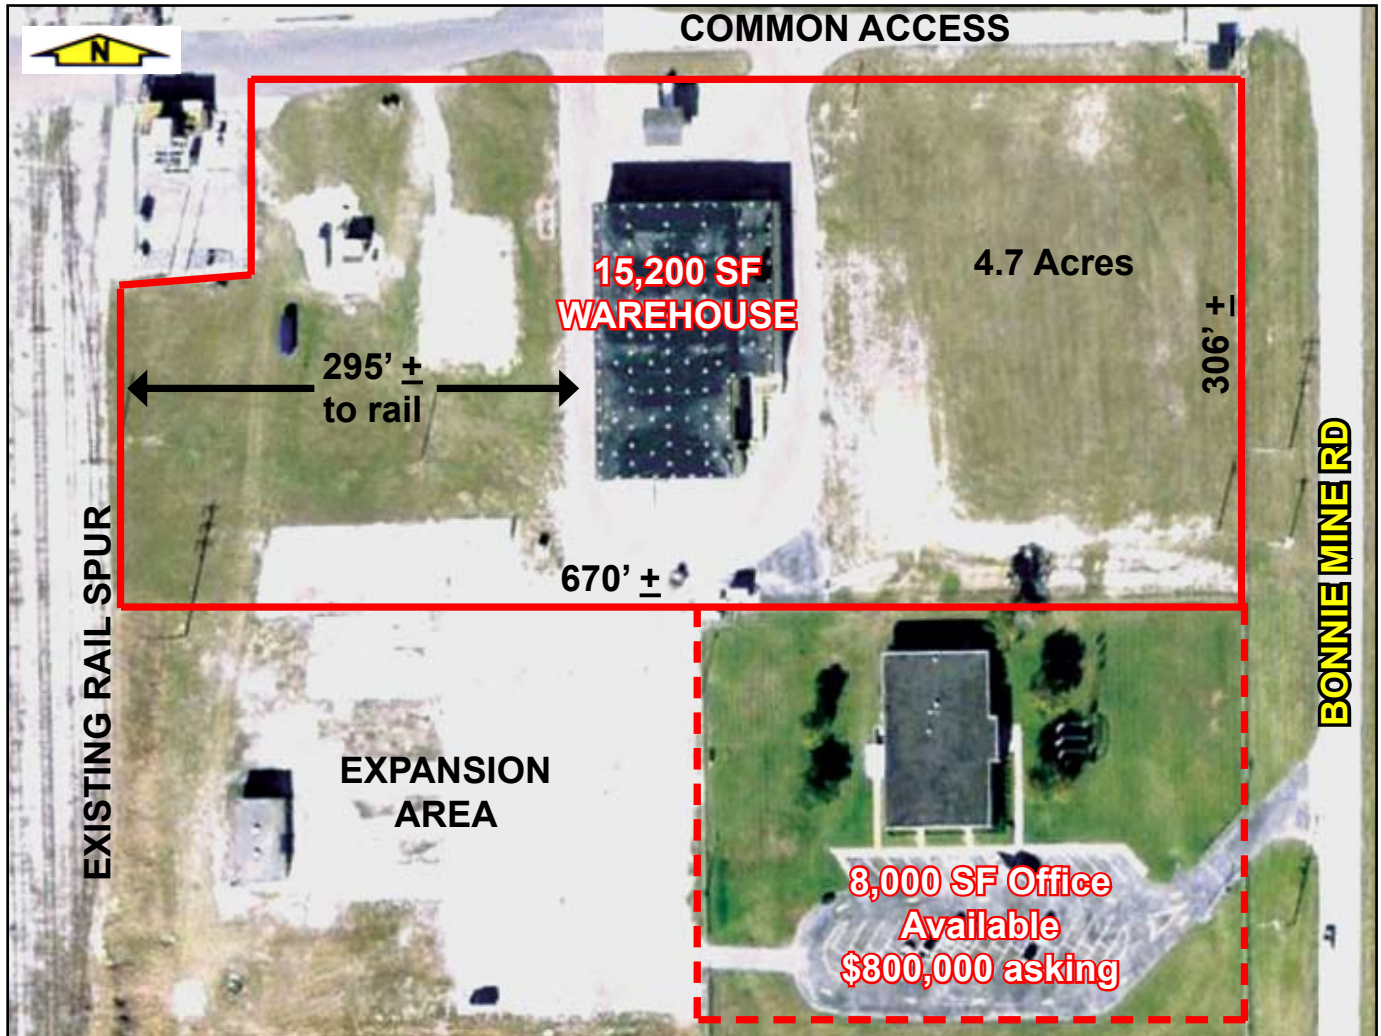 N
COMMON ACCESS
15,200 SF
WAREHOUSE
4.7 Acres
306' ±
295' ±
to rail
670' ±
EXISTING RAIL SPUR
BONNIE MINE RD
EXPANSION
AREA
8,000 SF Office
Available
$800,000 asking